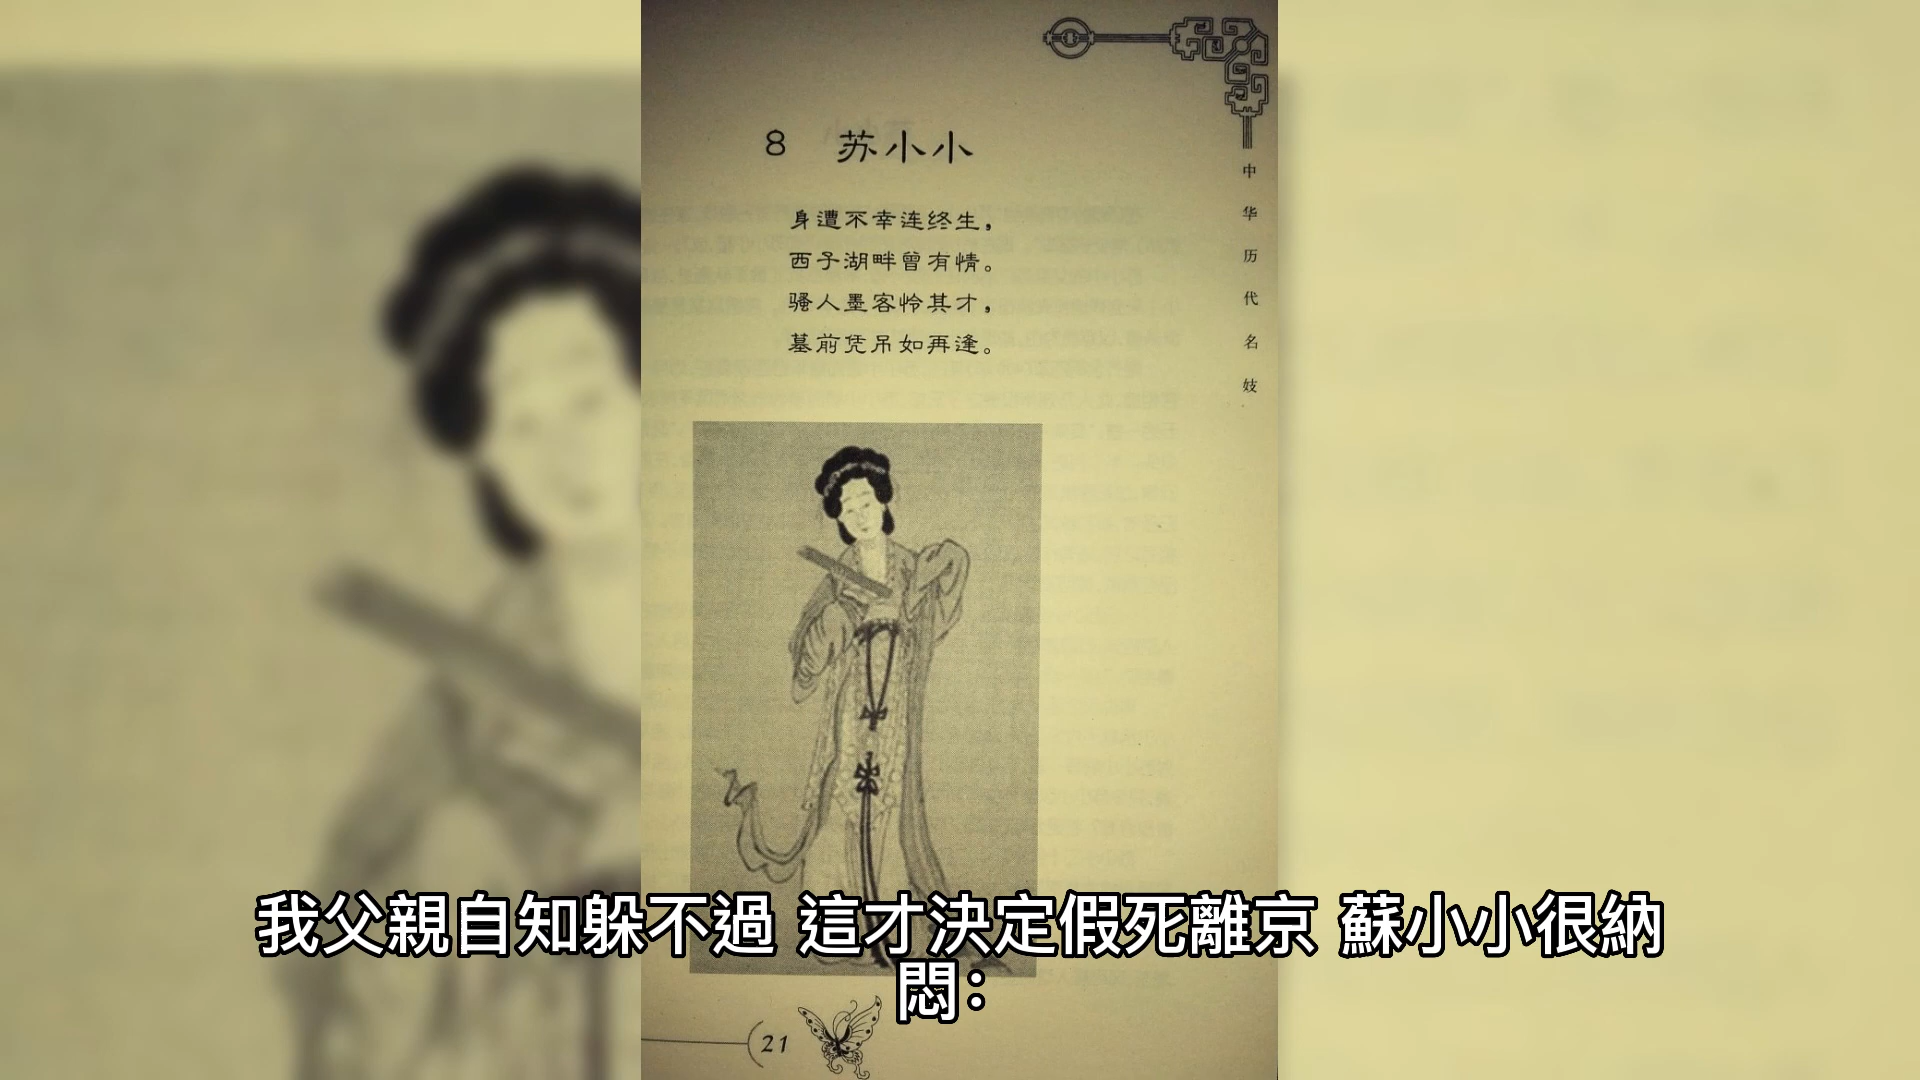 8 苏小小
身遭不幸连终生，
西子湖畔曾有情。
骚人墨客怜其才，
墓前凭吊如再逢。
中华历代名妓
我父親自知躲不過 這才決定假死離京 蘇小小很納
悶：
21